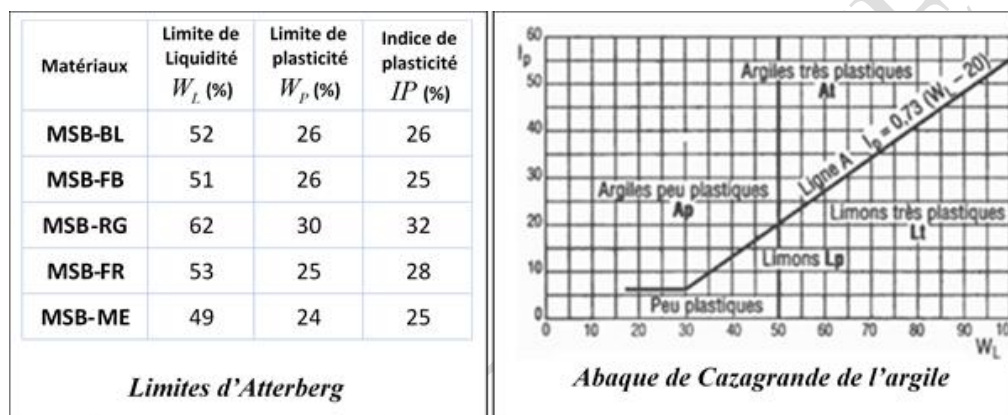 Matériaux
Limite de Liquidité W_L (%)
Limite de plasticité W_P (%)
Indice de plasticité IP (%)
MSB-BL 52 26 26
MSB-FB 51 26 25
MSB-RG 62 30 32
MSB-FR 53 25 28
MSB-ME 49 24 25
Limites d'Atterberg
I_p
60
50
40
30
20
10
0
Argiles très plastiques
At
Ligne A I_p = 0,73 (W_L – 20)
Argiles peu plastiques
Ap
Limons très plastiques
Lt
Limons Lp
Peu plastiques
0 10 20 30 40 50 60 70 80 90 100
W_L
Abaque de Cazagrande de l'argile